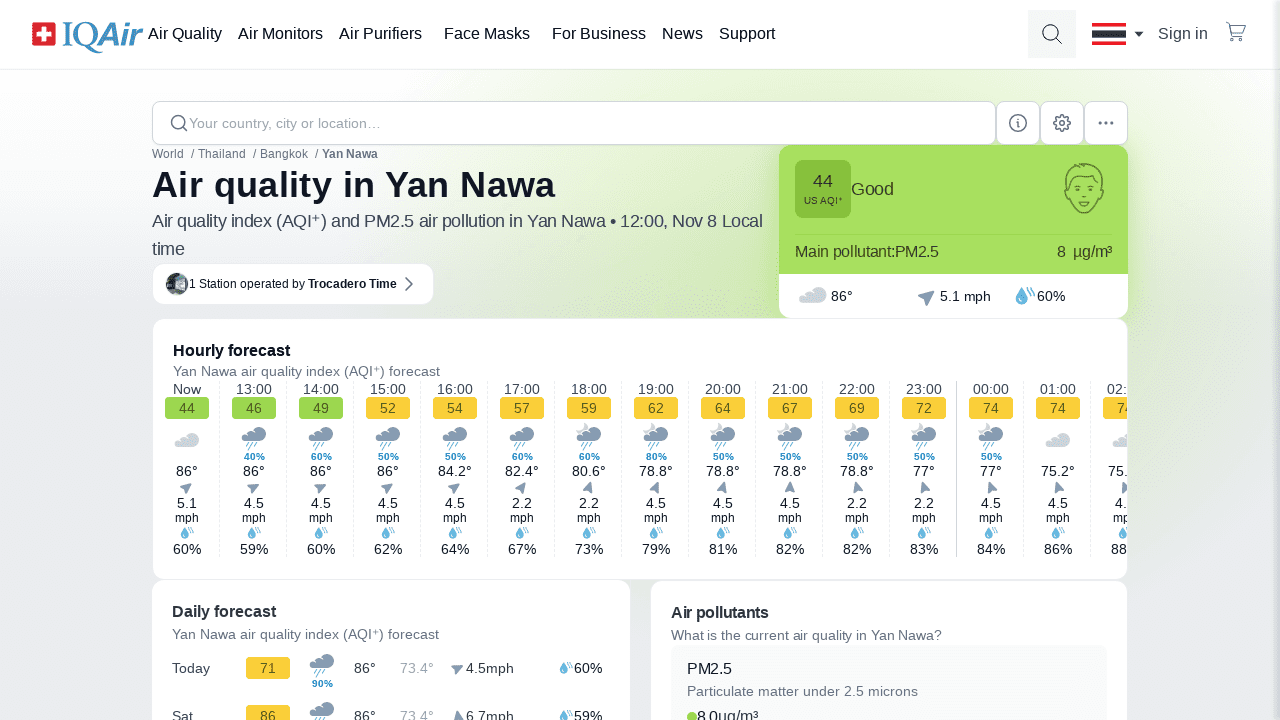 IQAir Air Quality Air Monitors Air Purifiers Face Masks For Business News Support Sign in
Your country, city or location…
World / Thailand / Bangkok / Yan Nawa
Air quality in Yan Nawa
Air quality index (AQI⁺) and PM2.5 air pollution in Yan Nawa • 12:00, Nov 8 Local
time
1 Station operated by Trocadero Time
44
US AQI⁺
Good
Main pollutant: PM2.5 8 µg/m³
86° 5.1 mph 60%
Hourly forecast
Yan Nawa air quality index (AQI⁺) forecast
Now 13:00 14:00 15:00 16:00 17:00 18:00 19:00 20:00 21:00 22:00 23:00 00:00 01:00 02:
44 46 49 52 54 57 59 62 64 67 69 72 74 74 74
40% 60% 50% 50% 60% 60% 80% 50% 50% 50% 50% 50%
86° 86° 86° 86° 84.2° 82.4° 80.6° 78.8° 78.8° 78.8° 78.8° 77° 77° 75.2° 75.
5.1 4.5 4.5 4.5 4.5 2.2 2.2 4.5 4.5 4.5 2.2 2.2 4.5 4.5 4.
mph mph mph mph mph mph mph mph mph mph mph mph mph mph mph
60% 59% 60% 62% 64% 67% 73% 79% 81% 82% 82% 83% 84% 86% 88
Daily forecast
Yan Nawa air quality index (AQI⁺) forecast
Today 71 86° 73.4° 4.5mph 60%
90%
Sat 86 86° 73.4° 6.7mph 59%
Air pollutants
What is the current air quality in Yan Nawa?
PM2.5
Particulate matter under 2.5 microns
8.0µg/m³